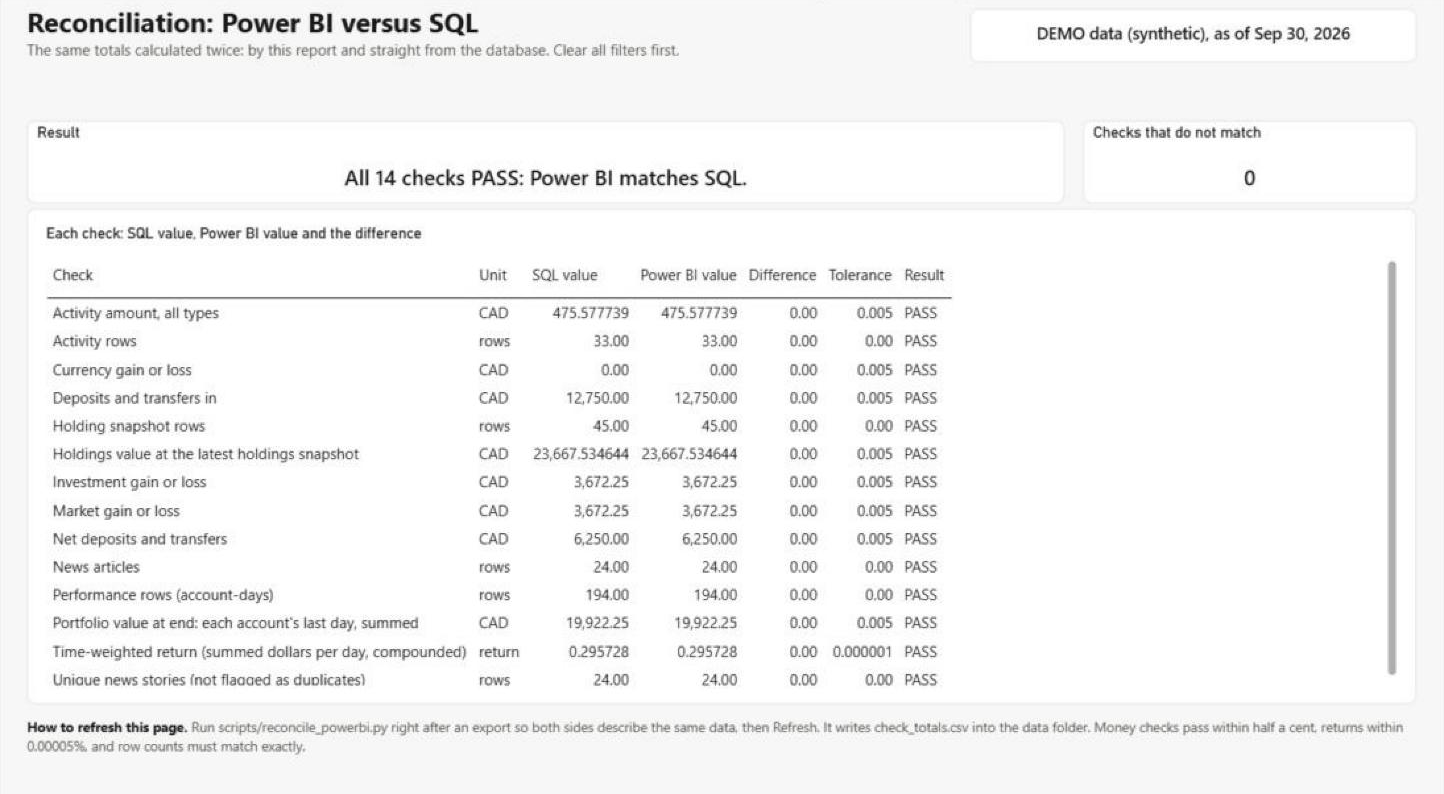 Reconciliation: Power BI versus SQL
The same totals calculated twice: by this report and straight from the database. Clear all filters first.
DEMO data (synthetic), as of Sep 30, 2026
Result
All 14 checks PASS: Power BI matches SQL.
Checks that do not match
0
Each check: SQL value, Power BI value and the difference
Check Unit SQL value Power BI value Difference Tolerance Result
Activity amount, all types CAD 475.577739 475.577739 0.00 0.005 PASS
Activity rows rows 33.00 33.00 0.00 0.00 PASS
Currency gain or loss CAD 0.00 0.00 0.00 0.005 PASS
Deposits and transfers in CAD 12,750.00 12,750.00 0.00 0.005 PASS
Holding snapshot rows rows 45.00 45.00 0.00 0.00 PASS
Holdings value at the latest holdings snapshot CAD 23,667.534644 23,667.534644 0.00 0.005 PASS
Investment gain or loss CAD 3,672.25 3,672.25 0.00 0.005 PASS
Market gain or loss CAD 3,672.25 3,672.25 0.00 0.005 PASS
Net deposits and transfers CAD 6,250.00 6,250.00 0.00 0.005 PASS
News articles rows 24.00 24.00 0.00 0.00 PASS
Performance rows (account-days) rows 194.00 194.00 0.00 0.00 PASS
Portfolio value at end: each account's last day, summed CAD 19,922.25 19,922.25 0.00 0.005 PASS
Time-weighted return (summed dollars per day, compounded) return 0.295728 0.295728 0.00 0.000001 PASS
Unique news stories (not flagged as duplicates) rows 24.00 24.00 0.00 0.00 PASS
How to refresh this page. Run scripts/reconcile_powerbi.py right after an export so both sides describe the same data, then Refresh. It writes check_totals.csv into the data folder. Money checks pass within half a cent, returns within
0.00005%, and row counts must match exactly.